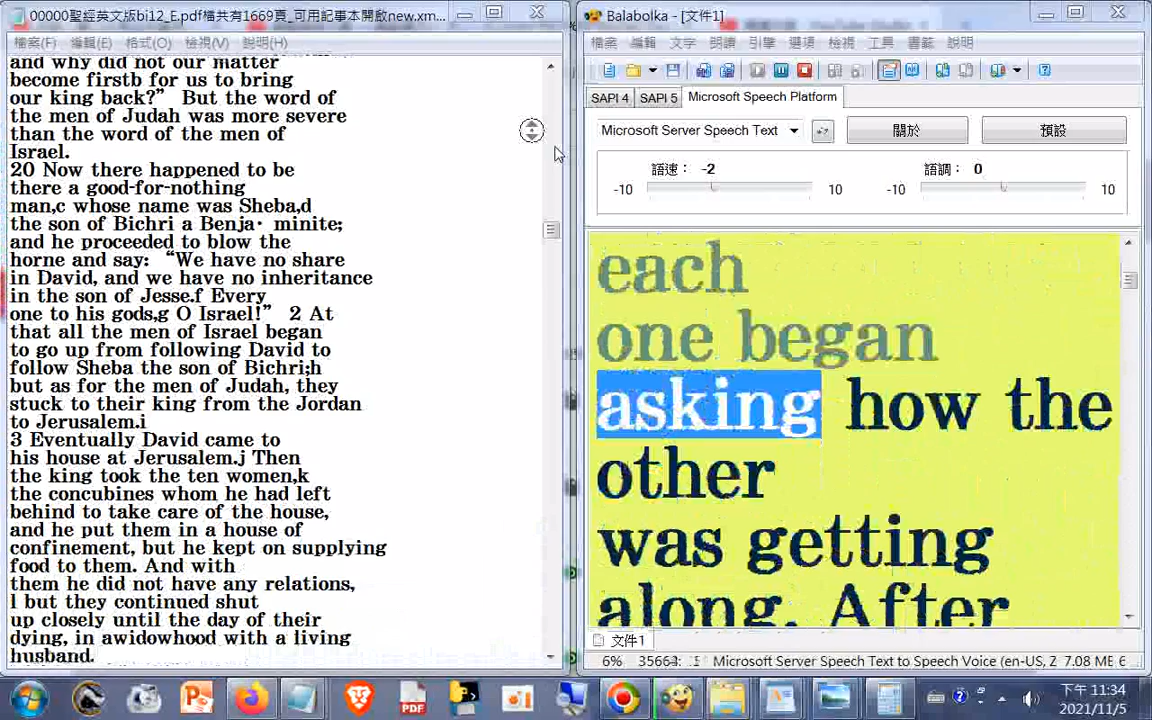 00000聖經英文版bi12_E.pdf檔共有1669頁_可用記事本開啟new.xm...
檔案(F) 編輯(E) 格式(O) 檢視(V) 說明(H)
and why did not our matter
become firstb for us to bring
our king back?” But the word of
the men of Judah was more severe
than the word of the men of
Israel.
20 Now there happened to be
there a good-for-nothing
man,c whose name was Sheba,d
the son of Bichri a Benja· minite;
and he proceeded to blow the
horne and say: “We have no share
in David, and we have no inheritance
in the son of Jesse.f Every
one to his gods,g O Israel!” 2 At
that all the men of Israel began
to go up from following David to
follow Sheba the son of Bichri;h
but as for the men of Judah, they
stuck to their king from the Jordan
to Jerusalem.i
3 Eventually David came to
his house at Jerusalem.j Then
the king took the ten women,k
the concubines whom he had left
behind to take care of the house,
and he put them in a house of
confinement, but he kept on supplying
food to them. And with
them he did not have any relations,
l but they continued shut
up closely until the day of their
dying, in awidowhood with a living
husband.
Balabolka - [文件1]
檔案 編輯 文字 朗讀 引擎 選項 檢視 工具 書籤 說明
SAPI 4 SAPI 5 Microsoft Speech Platform
Microsoft Server Speech Text 關於 預設
語速： -2 語調： 0
-10 10 -10 10
each
one began
asking how the
other
was getting
along. After
文件1
6% Microsoft Server Speech Text to Speech Voice (en-US, 2 7.08 MB 6
PDF
下午 11:34
2021/11/5